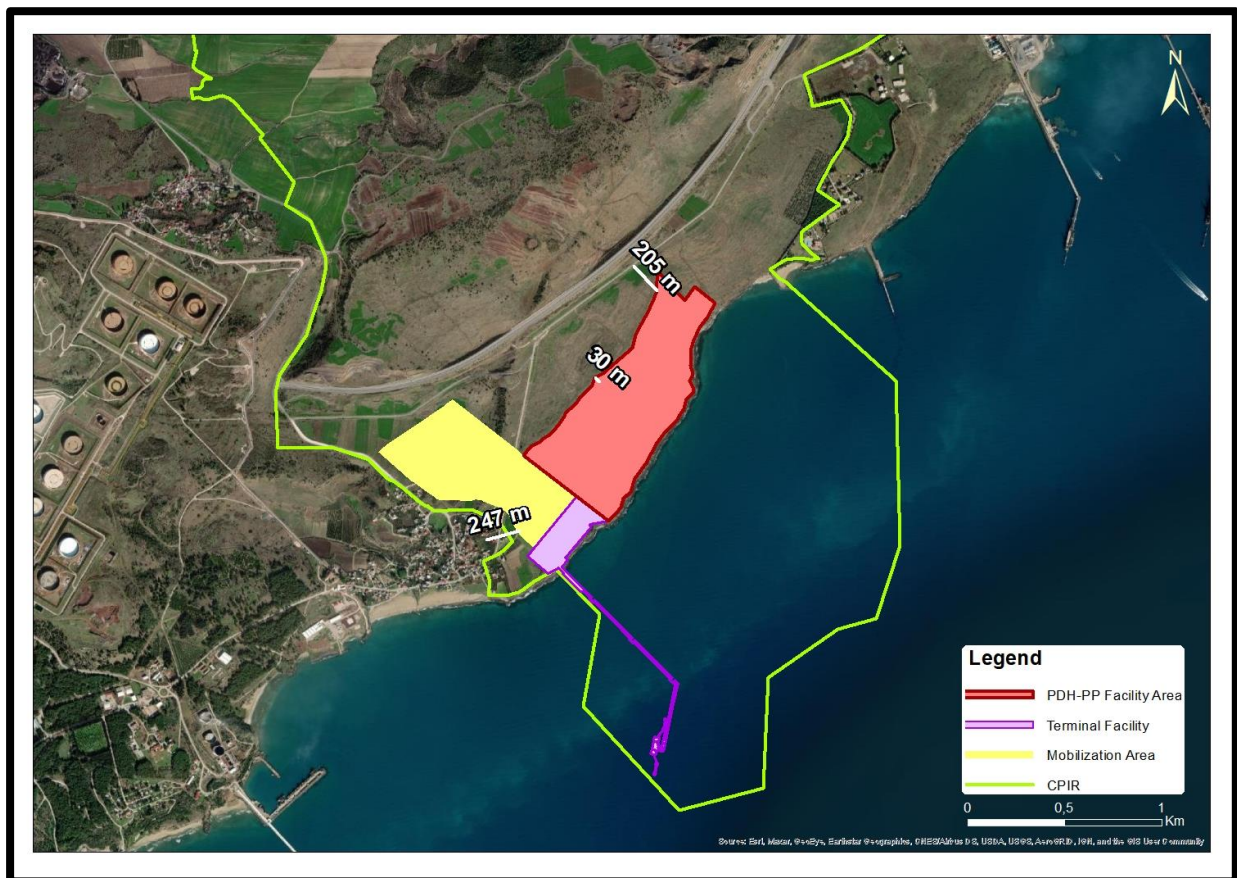 N
205 m
30 m
247 m
Legend
PDH-PP Facility Area
Terminal Facility
Mobilization Area
CPIR
0 0,5 1
Km
Source: Esri, Maxar, GeoEye, Earthstar Geographics, CNES/Airbus DS, USDA, USGS, AeroGRID, IGN, and the GIS User Community